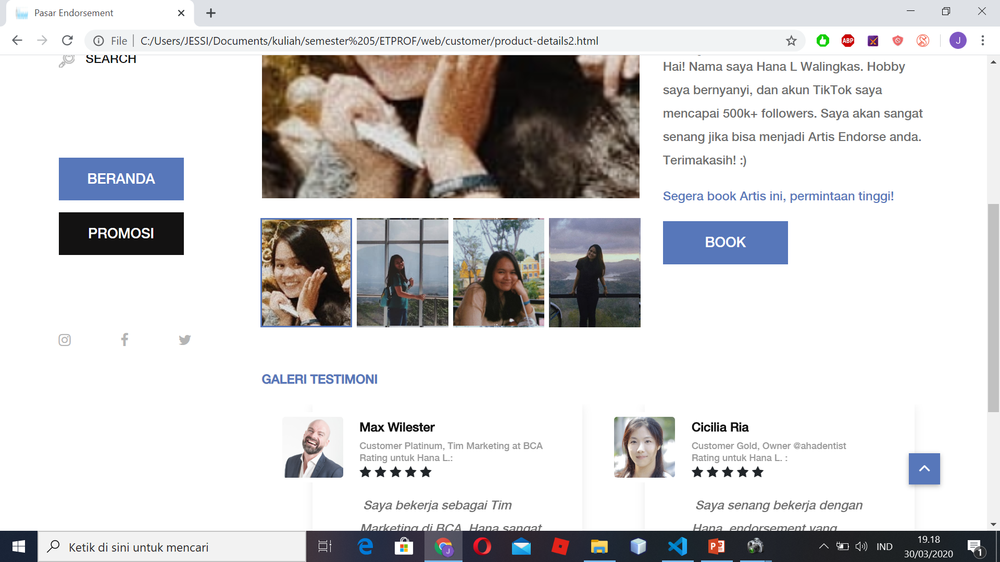 Pasar Endorsement
File
C:/Users/JESSI/Documents/kuliah/semester%205/ETPROF/web/customer/product-details2.html
ABP
J
SEARCH
BERANDA
PROMOSI
Hai! Nama saya Hana L Walingkas. Hobby
saya bernyanyi, dan akun TikTok saya
mencapai 500k+ followers. Saya akan sangat
senang jika bisa menjadi Artis Endorse anda.
Terimakasih! :)
Segera book Artis ini, permintaan tinggi!
BOOK
GALERI TESTIMONI
Max Wilester
Customer Platinum, Tim Marketing at BCA
Rating untuk Hana L.:
Saya bekerja sebagai Tim
Marketing di BCA. Hana sangat
Cicilia Ria
Customer Gold, Owner @ahadentist
Rating untuk Hana L. :
Saya senang bekerja dengan
Hana, endorsement yang
Ketik di sini untuk mencari
J
IND
19.18
30/03/2020
1